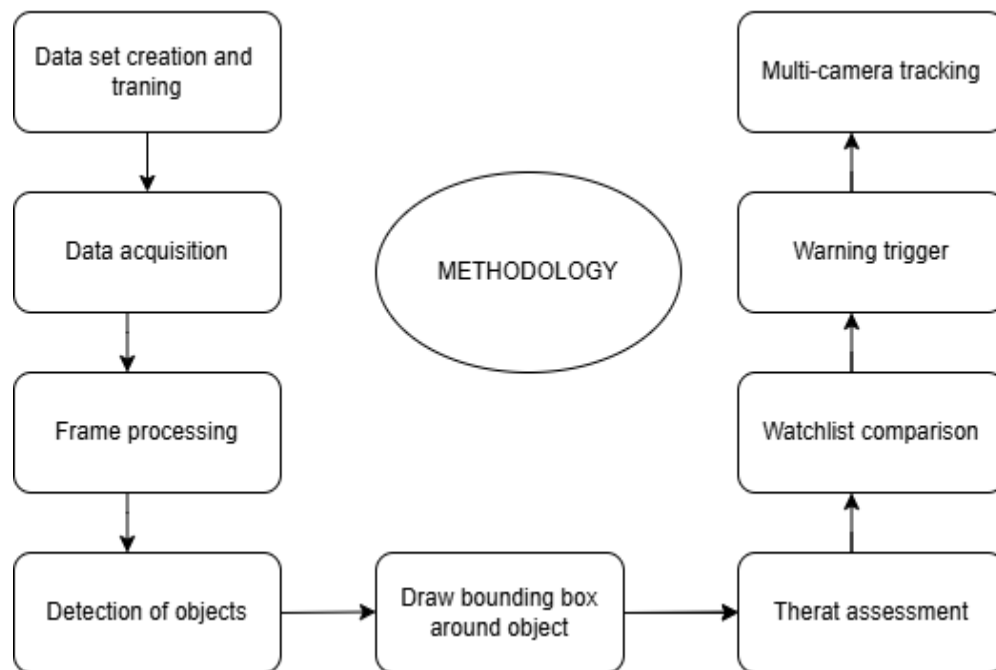 Data set creation and
traning
Data acquisition
Frame processing
Detection of objects
Draw bounding box
around object
Therat assessment
Watchlist comparison
Warning trigger
Multi-camera tracking
METHODOLOGY